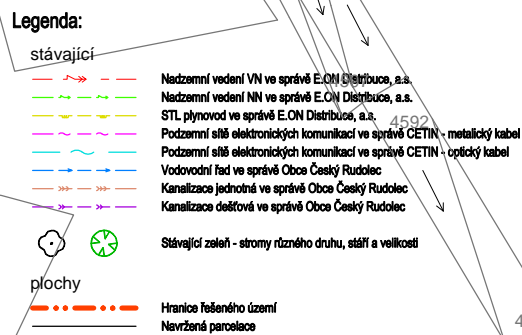 Legenda:
stávající
Nadzemní vedení VN ve správě E.ON Distribuce, a.s.
Nadzemní vedení NN ve správě E.ON Distribuce, a.s.
STL plynovod ve správě E.ON Distribuce, a.s.
Podzemní sítě elektronických komunikací ve správě CETIN - metalický kabel
4592
Podzemní sítě elektronických komunikací ve správě CETIN - optický kabel
Vodovodní řad ve správě Obce Český Rudolec
Kanalizace jednotná ve správě Obce Český Rudolec
Kanalizace dešťová ve správě Obce Český Rudolec
Stávající zeleň - stromy různého druhu, stáří a velikosti
plochy
Hranice řešeného území
Navržená parcelace